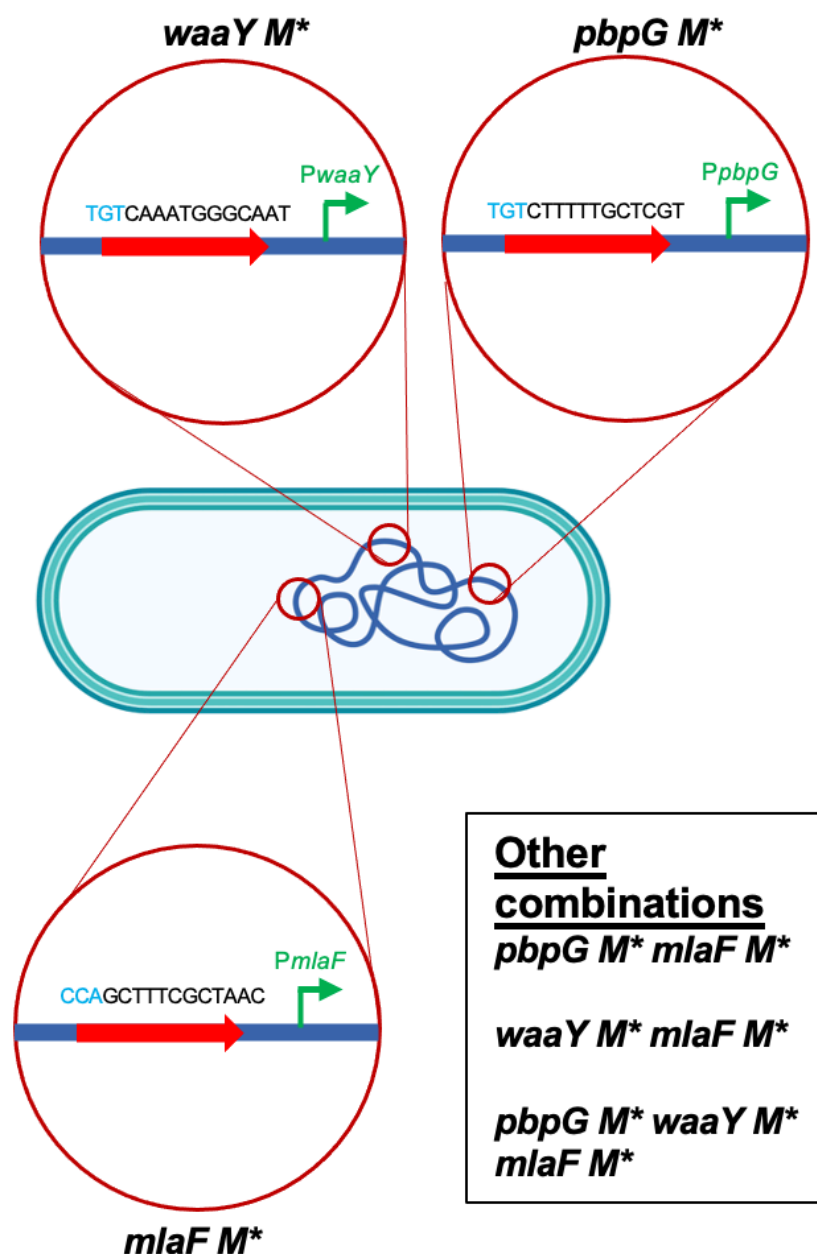 waaY M*
pbpG M*
PwaaY
TGTCAAATGGGCAAT
PpbpG
TGTCTTTTTGCTCGT
PmlaF
CCAGCTTTCGCTAAC
mlaF M*
Other
combinations
pbpG M* mlaF M*
waaY M* mlaF M*
pbpG M* waaY M*
mlaF M*